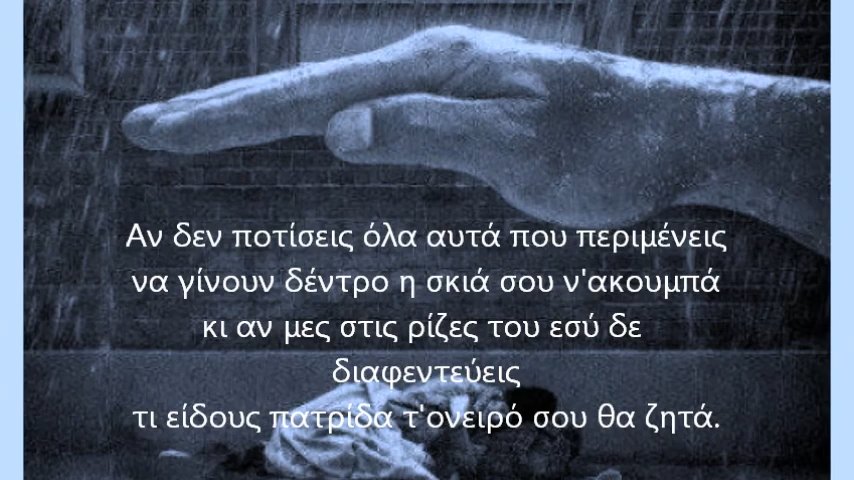 Αν δεν ποτίσεις όλα αυτά που περιμένεις
να γίνουν δέντρο η σκιά σου ν'ακουμπά
κι αν μες στις ρίζες του εσύ δε
διαφεντεύεις
τι είδους πατρίδα τ'ονειρό σου θα ζητά.